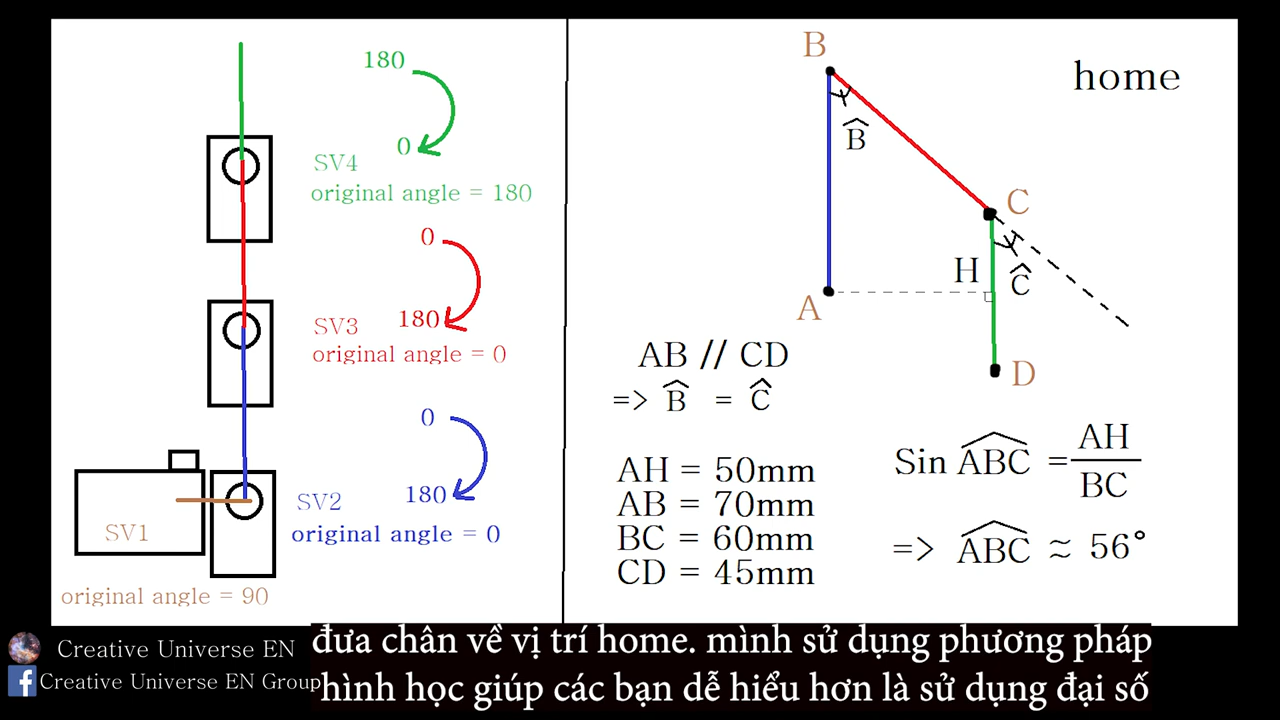 180
0
SV4
original angle = 180
0
180
SV3
original angle = 0
0
180
SV2
original angle = 0
SV1
original angle = 90
B
home
B̂
C
H
Ĉ
A
D
AB // CD
=> B̂ = Ĉ
AH = 50mm
AB = 70mm
BC = 60mm
CD = 45mm
Sin ABC = AH
BC
=> ABC ≈ 56°
Creative Universe EN
Creative Universe EN Group
đưa chân về vị trí home. mình sử dụng phương pháp
hình học giúp các bạn dễ hiểu hơn là sử dụng đại số